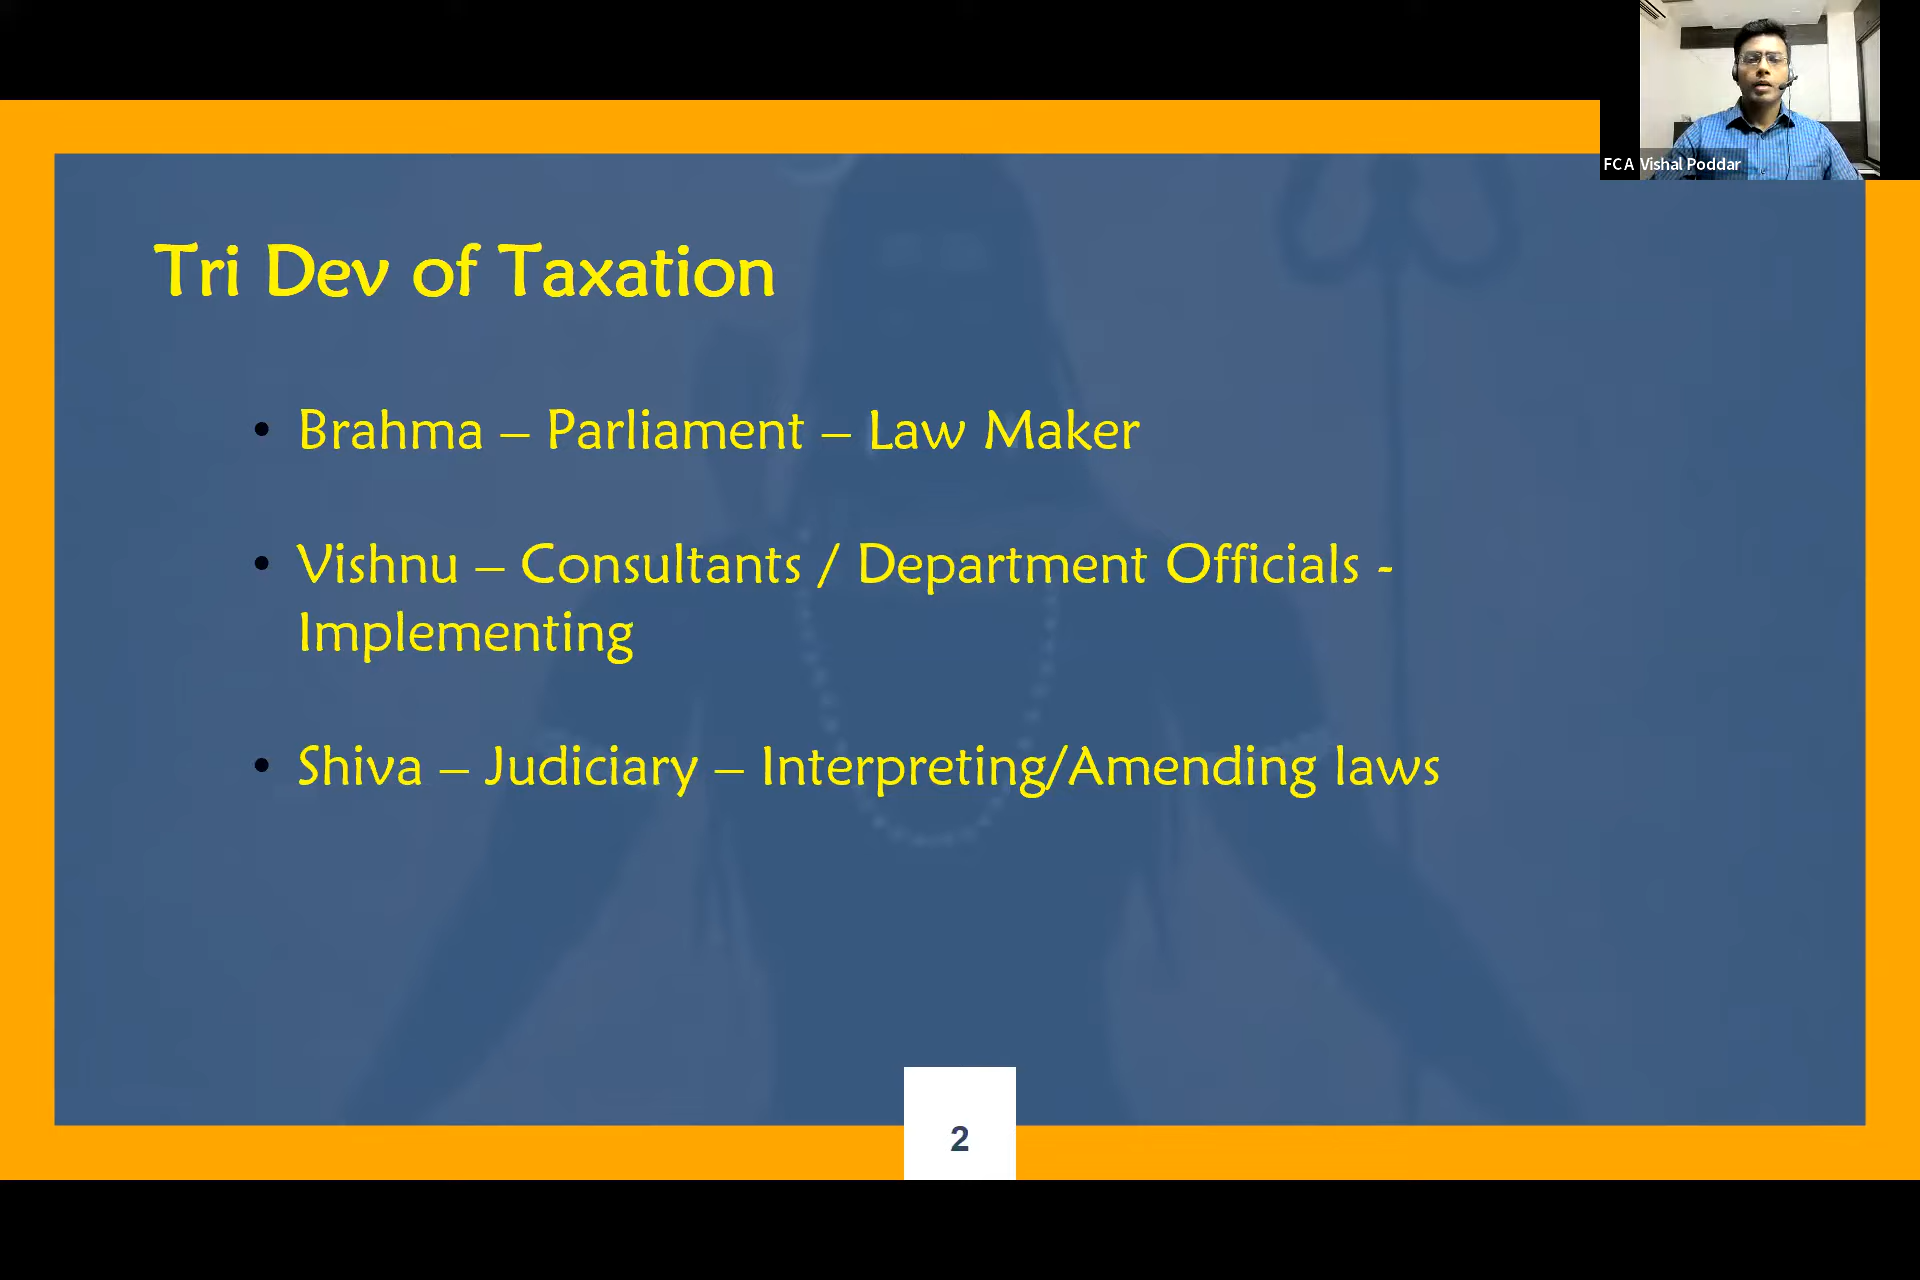 FCA Vishal Poddar
Tri Dev of Taxation
• Brahma – Parliament – Law Maker
• Vishnu – Consultants / Department Officials -
Implementing
• Shiva – Judiciary – Interpreting/Amending laws
2